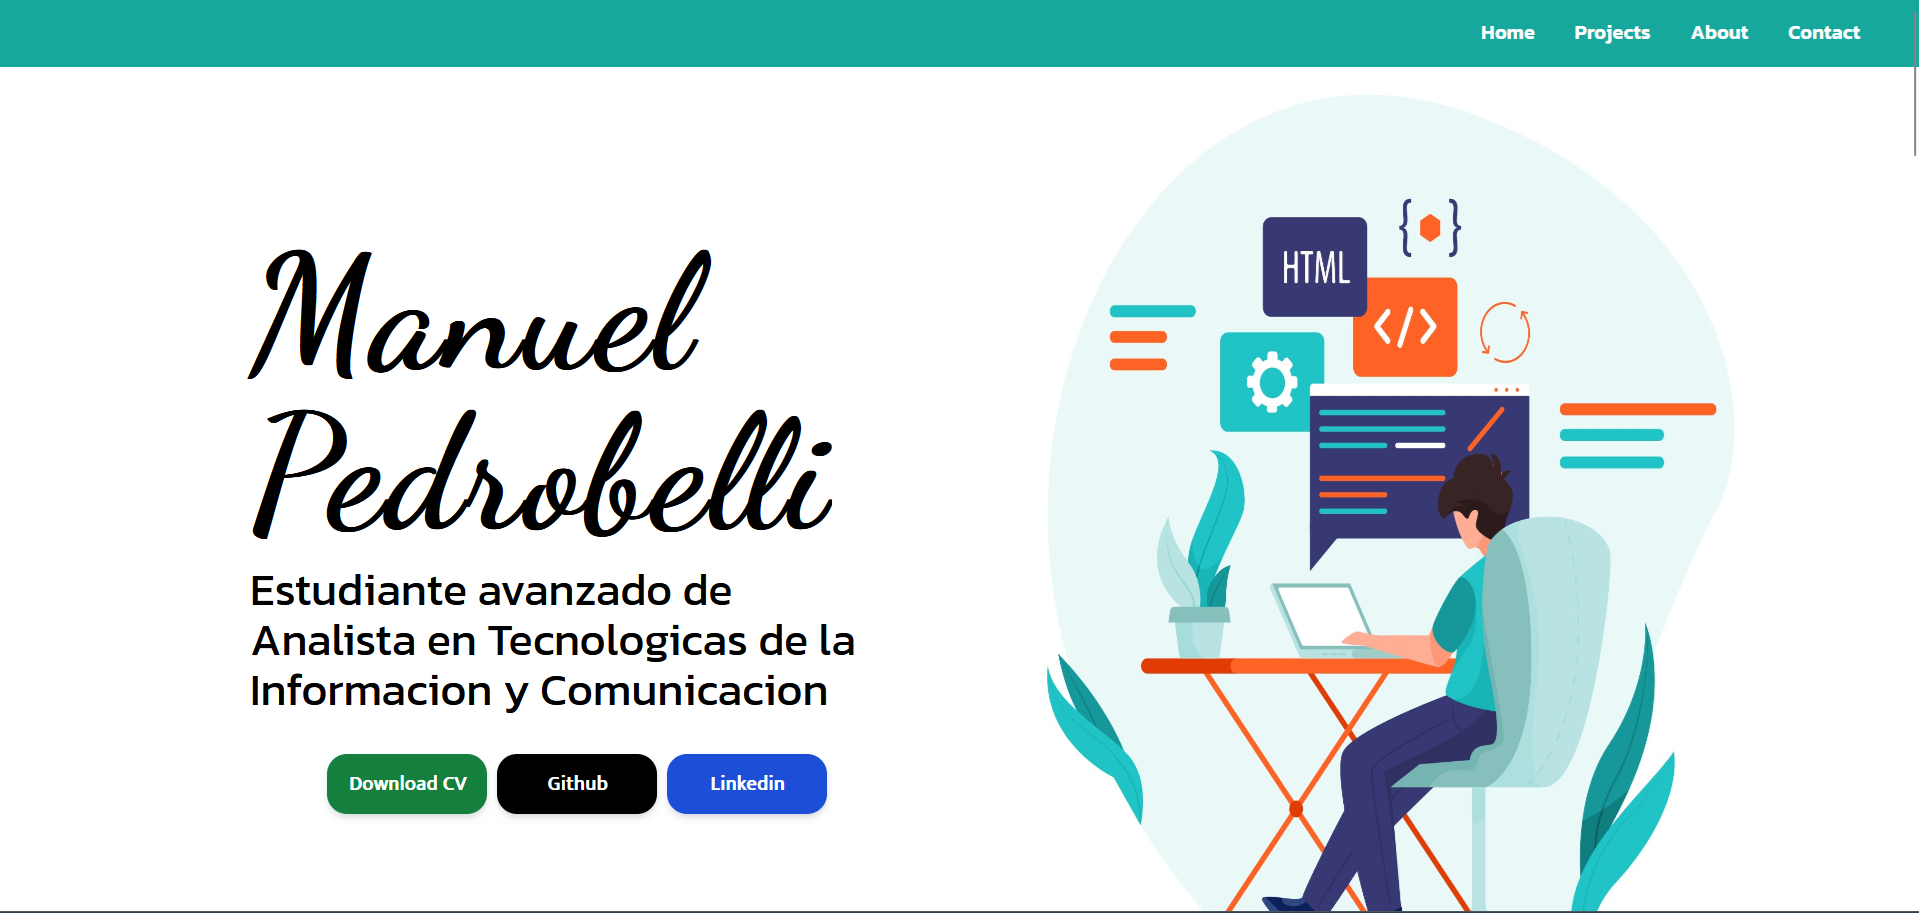 Home Projects About Contact
Manuel
Pedrobelli
Estudiante avanzado de
Analista en Tecnologicas de la
Informacion y Comunicacion
Download CV Github Linkedin
HTML
</>
{ }